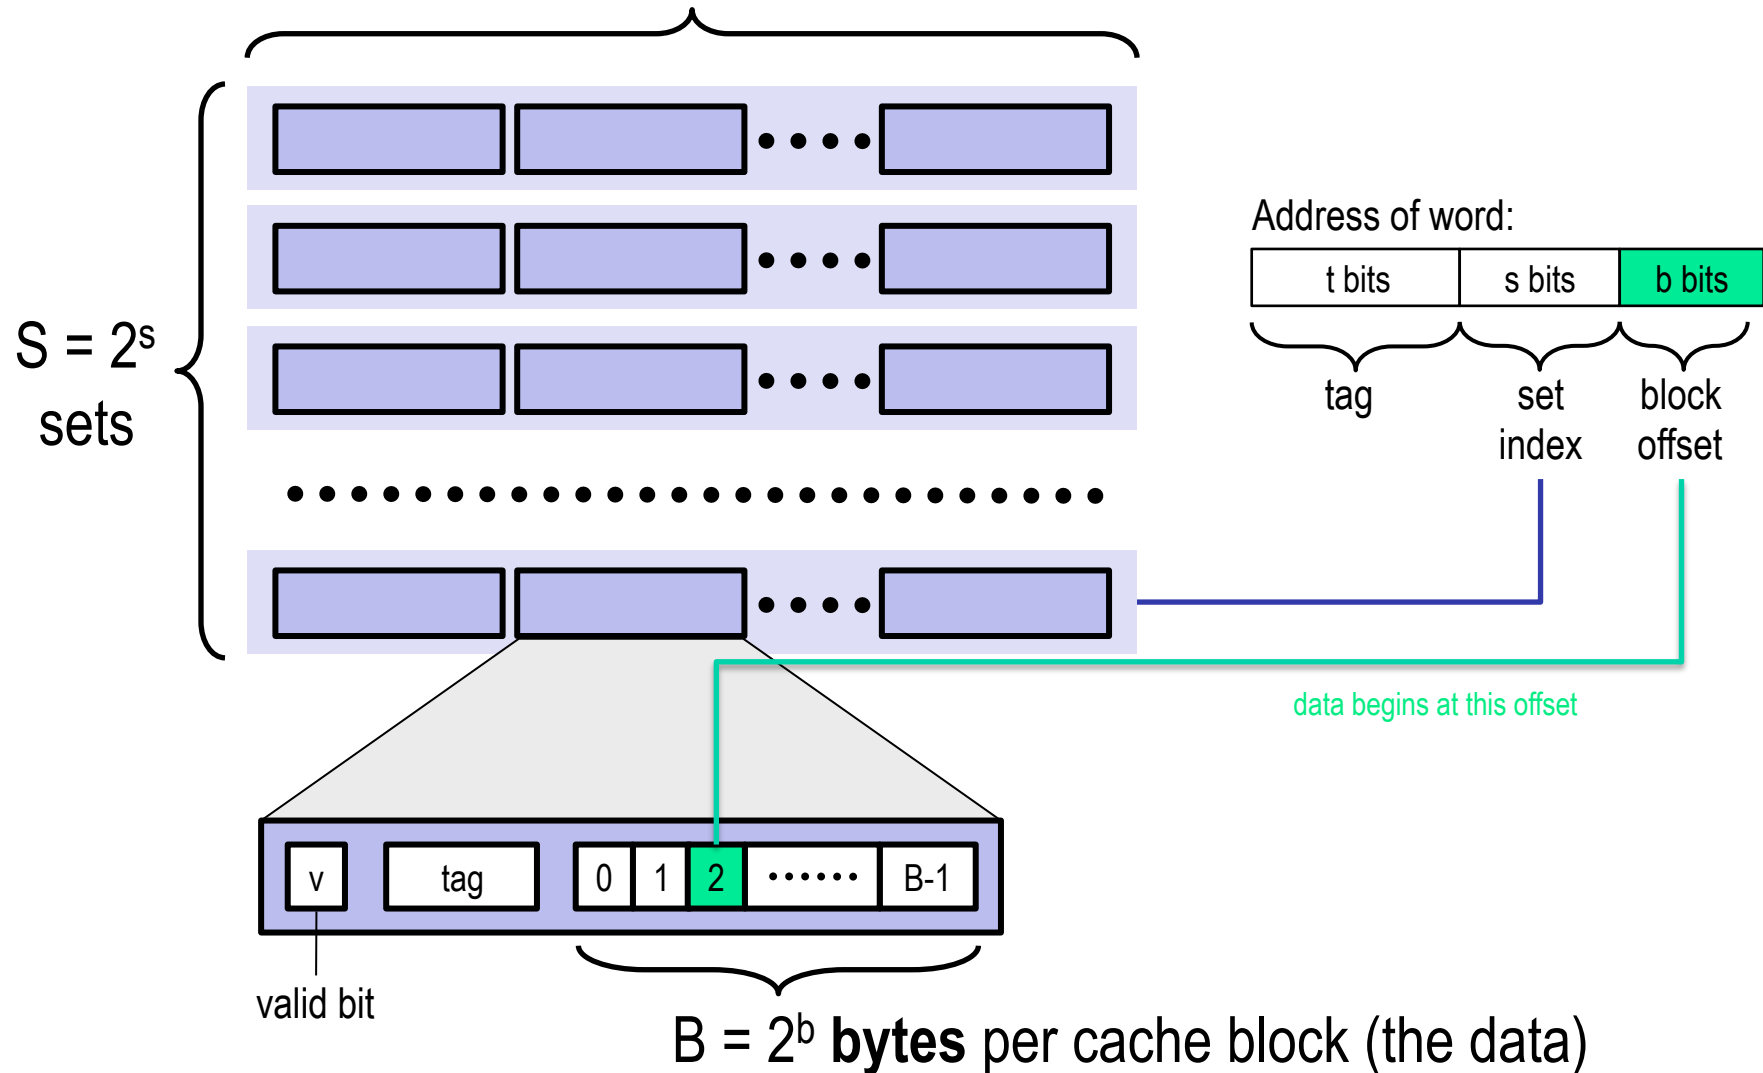 Address of word:
t bits s bits b bits
tag set block
index offset
S = 2ˢ
sets
data begins at this offset
v tag 0 1 2 •••••• B-1
valid bit
B = 2ᵇ bytes per cache block (the data)